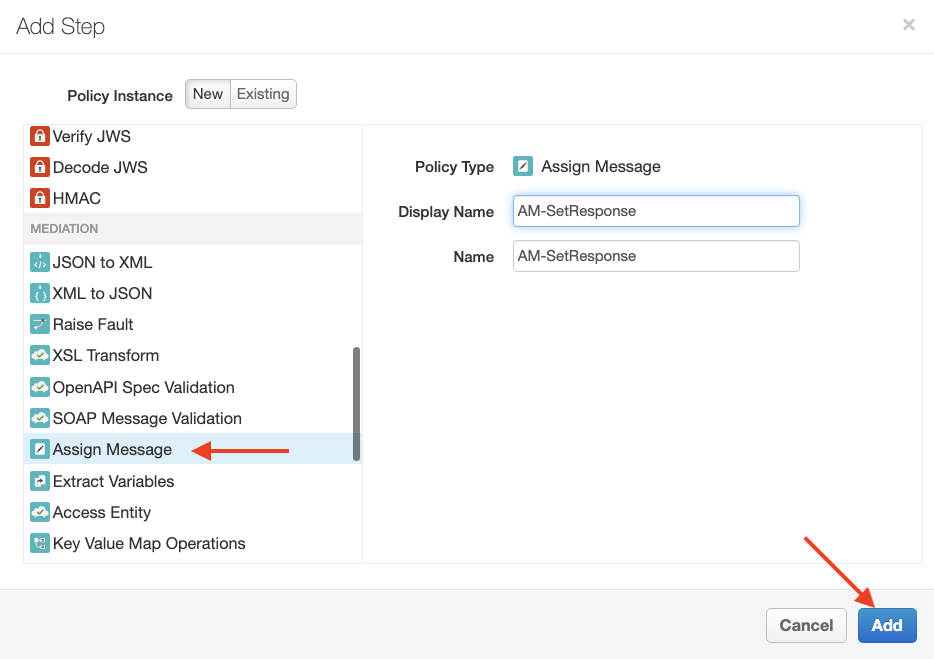 Add Step
×
Policy Instance New Existing
Verify JWS
Decode JWS
HMAC
MEDIATION
JSON to XML
XML to JSON
Raise Fault
XSL Transform
OpenAPI Spec Validation
SOAP Message Validation
Assign Message
Extract Variables
Access Entity
Key Value Map Operations
Policy Type Assign Message
Display Name AM-SetResponse
Name AM-SetResponse
Cancel Add